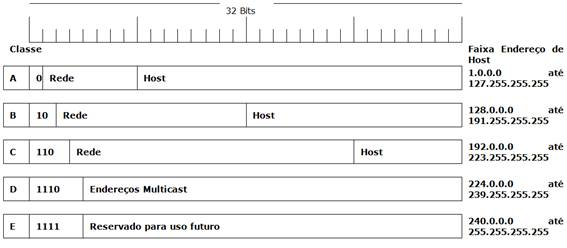 32 Bits
Classe
Faixa Endereço de
Host
A 0 Rede Host
1.0.0.0 até
127.255.255.255
B 10 Rede Host
128.0.0.0 até
191.255.255.255
C 110 Rede Host
192.0.0.0 até
223.255.255.255
D 1110 Endereços Multicast
224.0.0.0 até
239.255.255.255
E 1111 Reservado para uso futuro
240.0.0.0 até
255.255.255.255